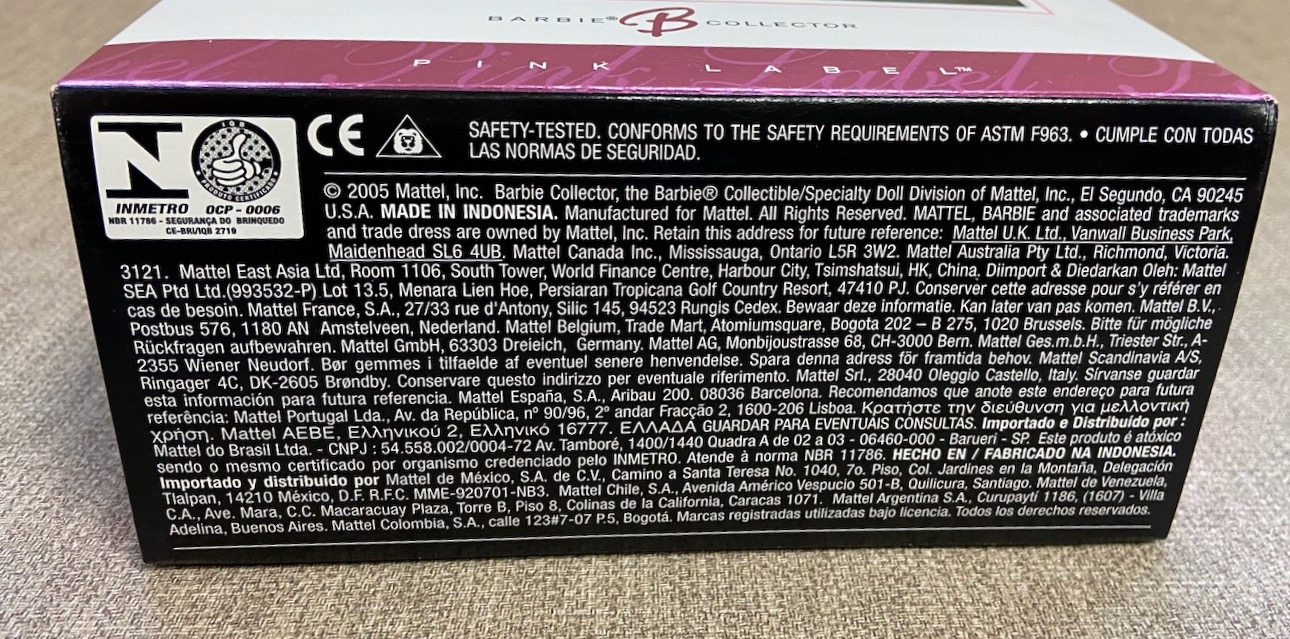 BARBIE® B COLLECTOR
PINK LABEL™
N
IQB
PRODUTO CERTIFICADO
INMETRO OCP - 0006
NBR 11786 - SEGURANÇA DO BRINQUEDO
CE-BRI/IQB 2719
CE
SAFETY-TESTED. CONFORMS TO THE SAFETY REQUIREMENTS OF ASTM F963. • CUMPLE CON TODAS
LAS NORMAS DE SEGURIDAD.
© 2005 Mattel, Inc. Barbie Collector, the Barbie® Collectible/Specialty Doll Division of Mattel, Inc., El Segundo, CA 90245
U.S.A. MADE IN INDONESIA. Manufactured for Mattel. All Rights Reserved. MATTEL, BARBIE and associated trademarks
and trade dress are owned by Mattel, Inc. Retain this address for future reference: Mattel U.K. Ltd., Vanwall Business Park,
Maidenhead SL6 4UB. Mattel Canada Inc., Mississauga, Ontario L5R 3W2. Mattel Australia Pty Ltd., Richmond, Victoria.
3121. Mattel East Asia Ltd, Room 1106, South Tower, World Finance Centre, Harbour City, Tsimshatsui, HK, China. Diimport & Diedarkan Oleh: Mattel
SEA Ptd Ltd.(993532-P) Lot 13.5, Menara Lien Hoe, Persiaran Tropicana Golf Country Resort, 47410 PJ. Conserver cette adresse pour s'y référer en
cas de besoin. Mattel France, S.A., 27/33 rue d'Antony, Silic 145, 94523 Rungis Cedex. Bewaar deze informatie. Kan later van pas komen. Mattel B.V.,
Postbus 576, 1180 AN Amstelveen, Nederland. Mattel Belgium, Trade Mart, Atomiumsquare, Bogota 202 – B 275, 1020 Brussels. Bitte für mögliche
Rückfragen aufbewahren. Mattel GmbH, 63303 Dreieich, Germany. Mattel AG, Monbijoustrasse 68, CH-3000 Bern. Mattel Ges.m.b.H., Triester Str., A-
2355 Wiener Neudorf. Bør gemmes i tilfaelde af eventuel senere henvendelse. Spara denna adress för framtida behov. Mattel Scandinavia A/S,
Ringager 4C, DK-2605 Brøndby. Conservare questo indirizzo per eventuale riferimento. Mattel Srl., 28040 Oleggio Castello, Italy. Sírvanse guardar
esta información para futura referencia. Mattel España, S.A., Aribau 200. 08036 Barcelona. Recomendamos que anote este endereço para futura
referência: Mattel Portugal Lda., Av. da República, nº 90/96, 2º andar Fracção 2, 1600-206 Lisboa. Κρατήστε την διεύθυνση για μελλοντική
χρήση. Mattel AEBE, Ελληνικού 2, Ελληνικό 16777. ΕΛΛΑΔΑ GUARDAR PARA EVENTUAIS CONSULTAS. Importado e Distribuído por :
Mattel do Brasil Ltda. - CNPJ : 54.558.002/0004-72 Av. Tamboré, 1400/1440 Quadra A de 02 a 03 - 06460-000 - Barueri - SP. Este produto é atóxico
sendo o mesmo certificado por organismo credenciado pelo INMETRO. Atende à norma NBR 11786. HECHO EN / FABRICADO NA INDONESIA.
Importado y distribuido por Mattel de México, S.A. de C.V., Camino a Santa Teresa No. 1040, 7o. Piso, Col. Jardines en la Montaña, Delegación
Tlalpan, 14210 México, D.F. R.F.C. MME-920701-NB3. Mattel Chile, S.A., Avenida Américo Vespucio 501-B, Quilicura, Santiago. Mattel de Venezuela,
C.A., Ave. Mara, C.C. Macaracuay Plaza, Torre B, Piso 8, Colinas de la California, Caracas 1071. Mattel Argentina S.A., Curupaytí 1186, (1607) - Villa
Adelina, Buenos Aires. Mattel Colombia, S.A., calle 123#7-07 P.5, Bogotá. Marcas registradas utilizadas bajo licencia. Todos los derechos reservados.